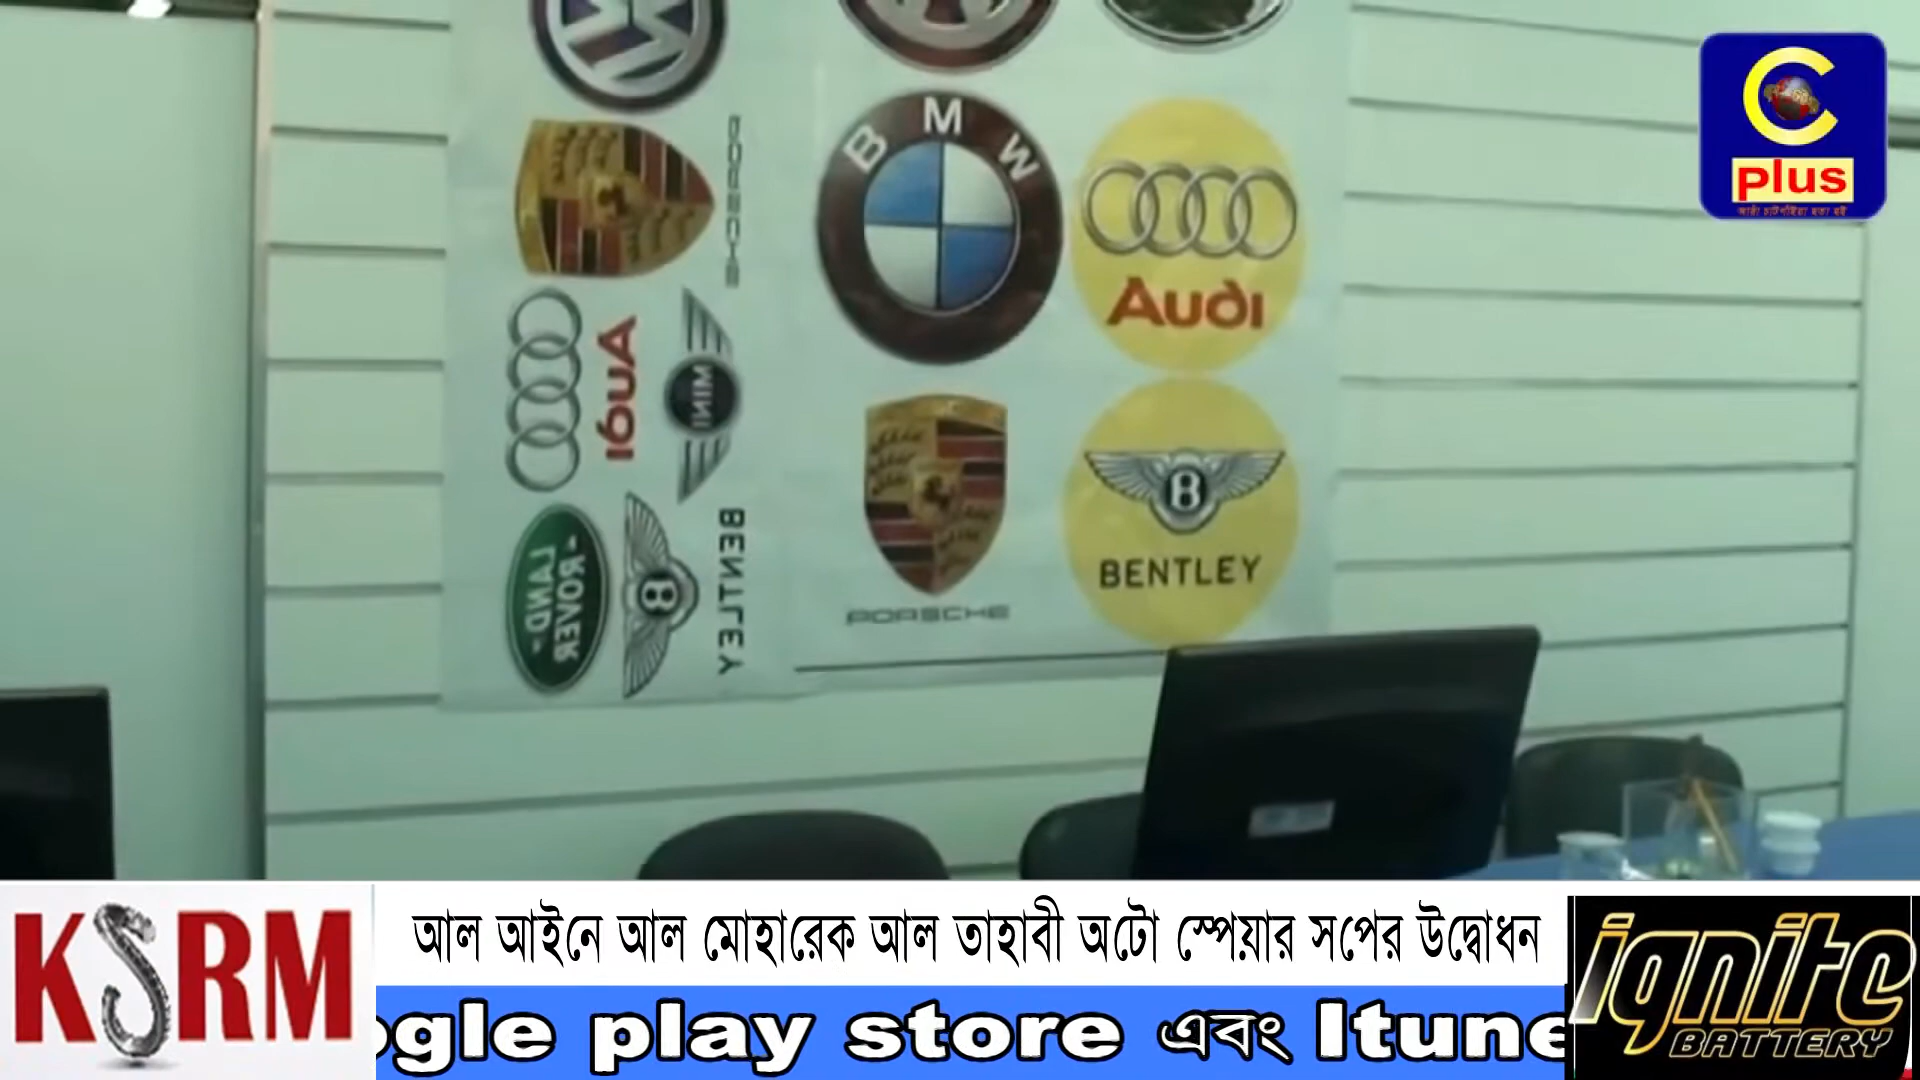 C
plus
BMW
PORSCHE
Audi
Audi
MINI
PORSCHE
BENTLEY
B
BENTLEY
B
LAND
ROVER
KSRM
আল আইনে আল মোহারেক আল তাহাবী অটো স্পেয়ার সপের উদ্বোধন
ogle play store এবং Itune
ignite
BATTERY